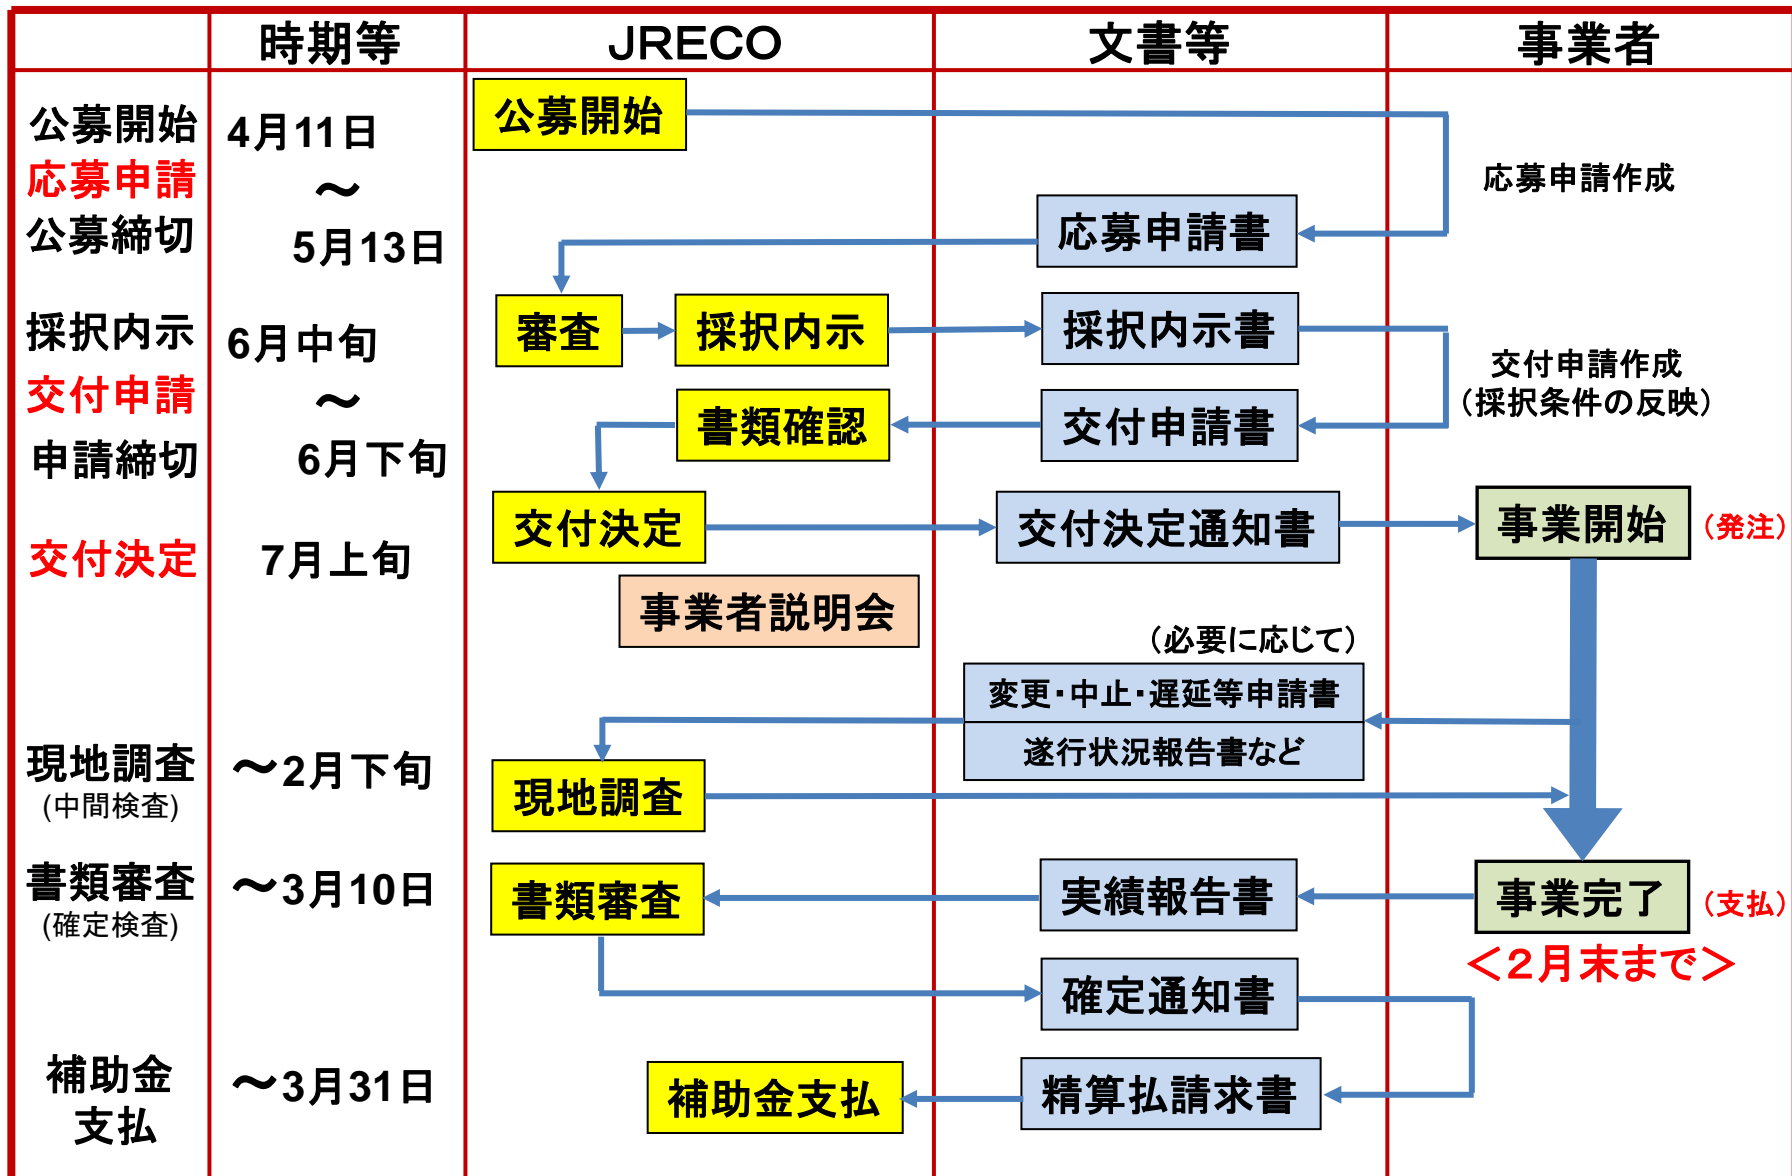 時期等
JRECO
文書等
事業者
公募開始
応募申請
公募締切
4月11日
～
5月13日
公募開始
応募申請作成
応募申請書
採択内示
交付申請
申請締切
6月中旬
～
6月下旬
審査
採択内示
採択内示書
交付申請作成
（採択条件の反映）
書類確認
交付申請書
交付決定
7月上旬
交付決定
交付決定通知書
事業開始
（発注）
事業者説明会
（必要に応じて）
変更・中止・遅延等申請書
遂行状況報告書など
現地調査
(中間検査)
～2月下旬
現地調査
書類審査
(確定検査)
～3月10日
書類審査
実績報告書
事業完了
（支払）
＜2月末まで＞
確定通知書
補助金
支払
～3月31日
補助金支払
精算払請求書